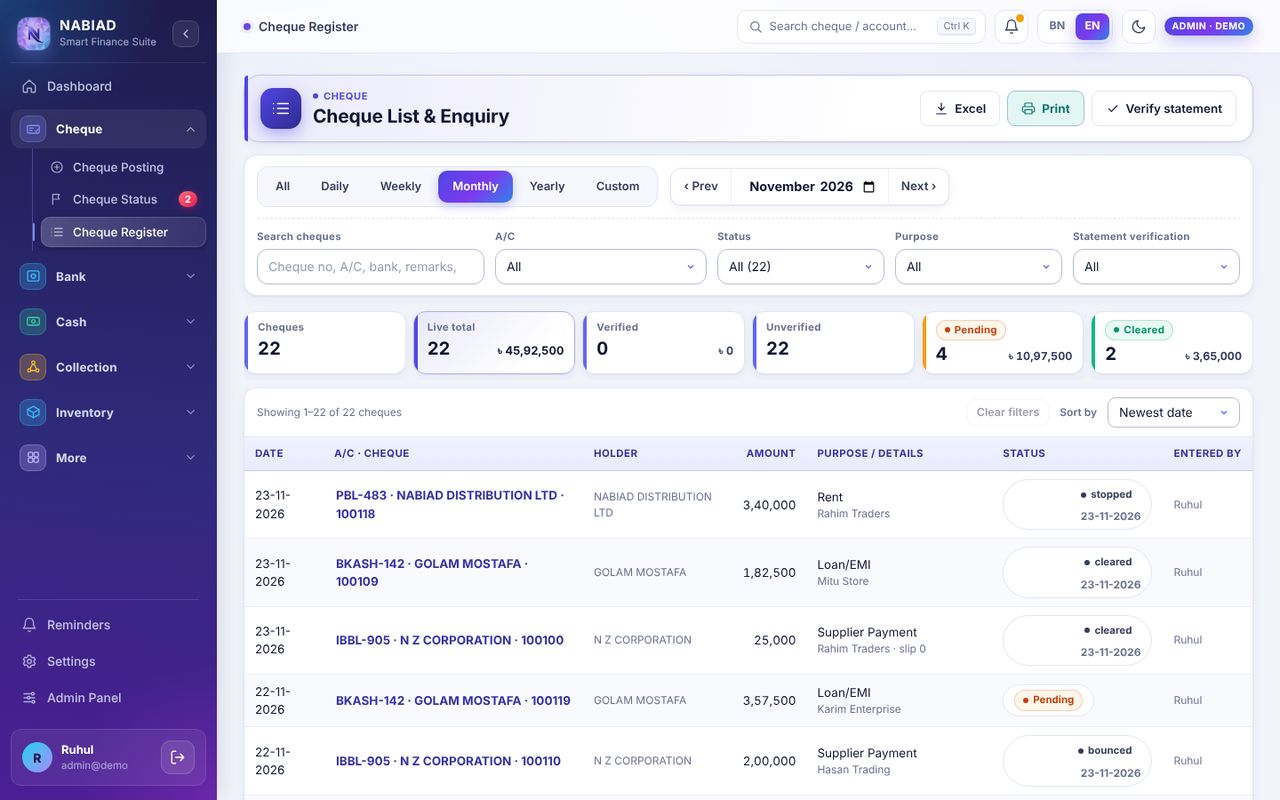 NABIAD
Smart Finance Suite
Dashboard
Cheque
Cheque Posting
Cheque Status 2
Cheque Register
Bank
Cash
Collection
Inventory
More
Reminders
Settings
Admin Panel
R
Ruhul
admin@demo
Cheque Register
Search cheque / account...
Ctrl K
BN
EN
ADMIN · DEMO
CHEQUE
Cheque List & Enquiry
Excel
Print
Verify statement
All
Daily
Weekly
Monthly
Yearly
Custom
‹ Prev
November 2026
Next ›
Search cheques
Cheque no, A/C, bank, remarks,
A/C
All
Status
All (22)
Purpose
All
Statement verification
All
Cheques
22
Live total
22 ৳ 45,92,500
Verified
0 ৳ 0
Unverified
22
Pending
4 ৳ 10,97,500
Cleared
2 ৳ 3,65,000
Showing 1–22 of 22 cheques
Clear filters
Sort by
Newest date
DATE A/C · CHEQUE HOLDER AMOUNT PURPOSE / DETAILS STATUS ENTERED BY
23-11-
2026
PBL-483 · NABIAD DISTRIBUTION LTD ·
100118
NABIAD DISTRIBUTION
LTD
3,40,000
Rent
Rahim Traders
stopped
23-11-2026
Ruhul
23-11-
2026
BKASH-142 · GOLAM MOSTAFA ·
100109
GOLAM MOSTAFA
1,82,500
Loan/EMI
Mitu Store
cleared
23-11-2026
Ruhul
23-11-
2026
IBBL-905 · N Z CORPORATION · 100100
N Z CORPORATION
25,000
Supplier Payment
Rahim Traders · slip 0
cleared
23-11-2026
Ruhul
22-11-
2026
BKASH-142 · GOLAM MOSTAFA · 100119
GOLAM MOSTAFA
3,57,500
Loan/EMI
Karim Enterprise
Pending
Ruhul
22-11-
2026
IBBL-905 · N Z CORPORATION · 100110
N Z CORPORATION
2,00,000
Supplier Payment
Hasan Trading
bounced
23-11-2026
Ruhul